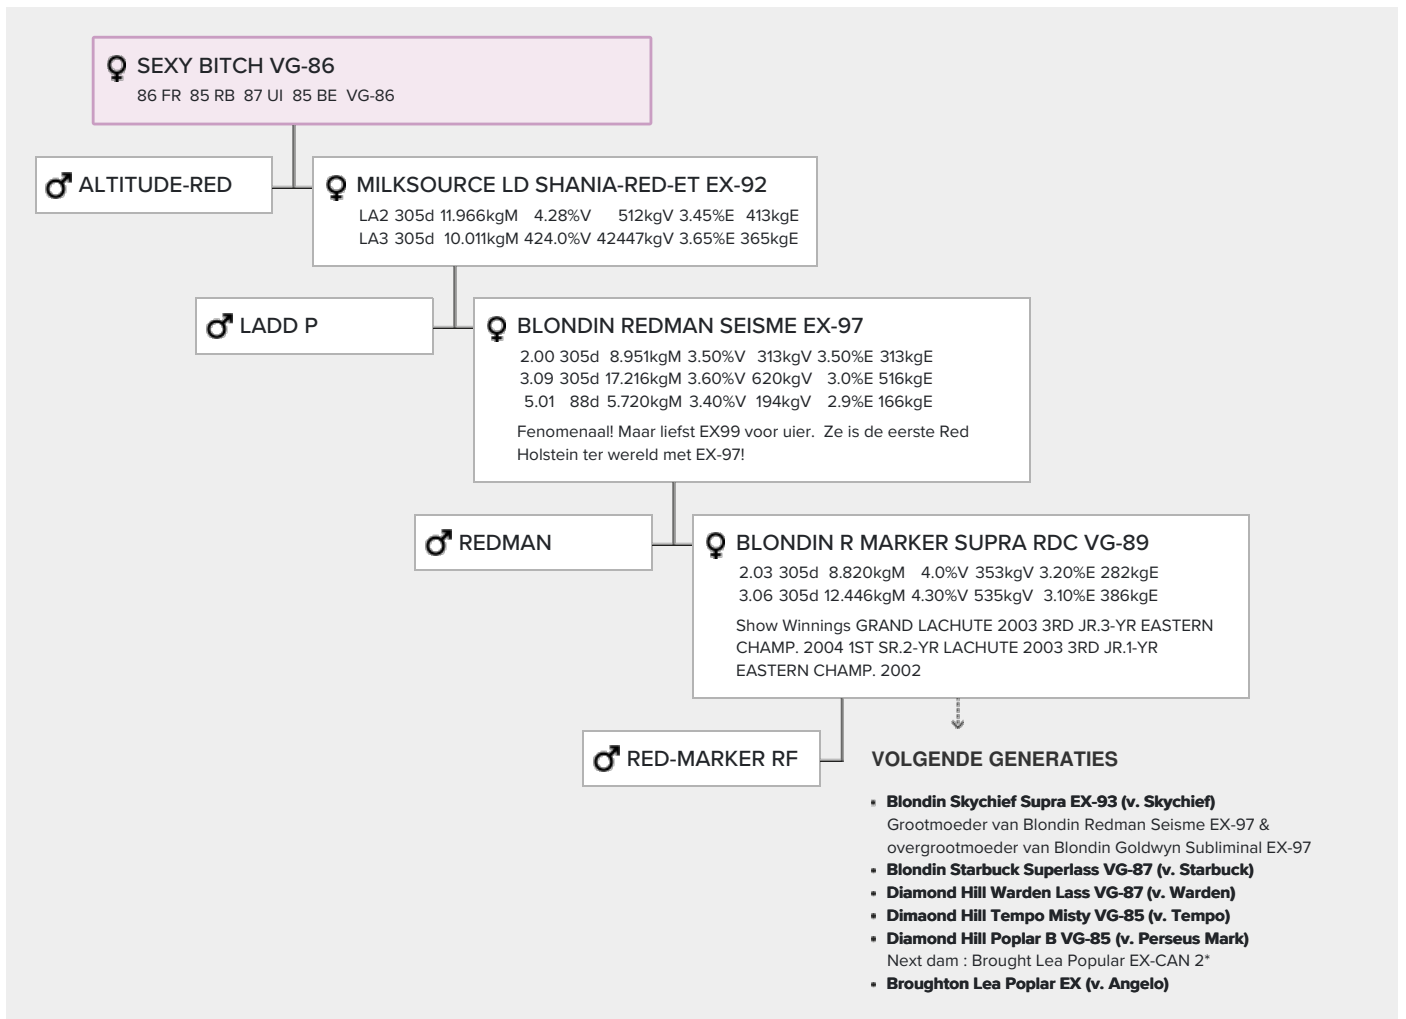 SEXY BITCH VG-86
86 FR 85 RB 87 UI 85 BE VG-86
ALTITUDE-RED
MILKSOURCE LD SHANIA-RED-ET EX-92
LA2 305d 11.966kgM 4.28%V 512kgV 3.45%E 413kgE
LA3 305d 10.011kgM 424.0%V 42447kgV 3.65%E 365kgE
LADD P
BLONDIN REDMAN SEISME EX-97
2.00 305d 8.951kgM 3.50%V 313kgV 3.50%E 313kgE
3.09 305d 17.216kgM 3.60%V 620kgV 3.0%E 516kgE
5.01 88d 5.720kgM 3.40%V 194kgV 2.9%E 166kgE
Fenomenaal! Maar liefst EX99 voor uier. Ze is de eerste Red
Holstein ter wereld met EX-97!
REDMAN
BLONDIN R MARKER SUPRA RDC VG-89
2.03 305d 8.820kgM 4.0%V 353kgV 3.20%E 282kgE
3.06 305d 12.446kgM 4.30%V 535kgV 3.10%E 386kgE
Show Winnings GRAND LACHUTE 2003 3RD JR.3-YR EASTERN
CHAMP. 2004 1ST SR.2-YR LACHUTE 2003 3RD JR.1-YR
EASTERN CHAMP. 2002
RED-MARKER RF
VOLGENDE GENERATIES
Blondin Skychief Supra EX-93 (v. Skychief)
Grootmoeder van Blondin Redman Seisme EX-97 &
overgrootmoeder van Blondin Goldwyn Subliminal EX-97
Blondin Starbuck Superlass VG-87 (v. Starbuck)
Diamond Hill Warden Lass VG-87 (v. Warden)
Dimaond Hill Tempo Misty VG-85 (v. Tempo)
Diamond Hill Poplar B VG-85 (v. Perseus Mark)
Next dam : Brought Lea Popular EX-CAN 2*
Broughton Lea Poplar EX (v. Angelo)